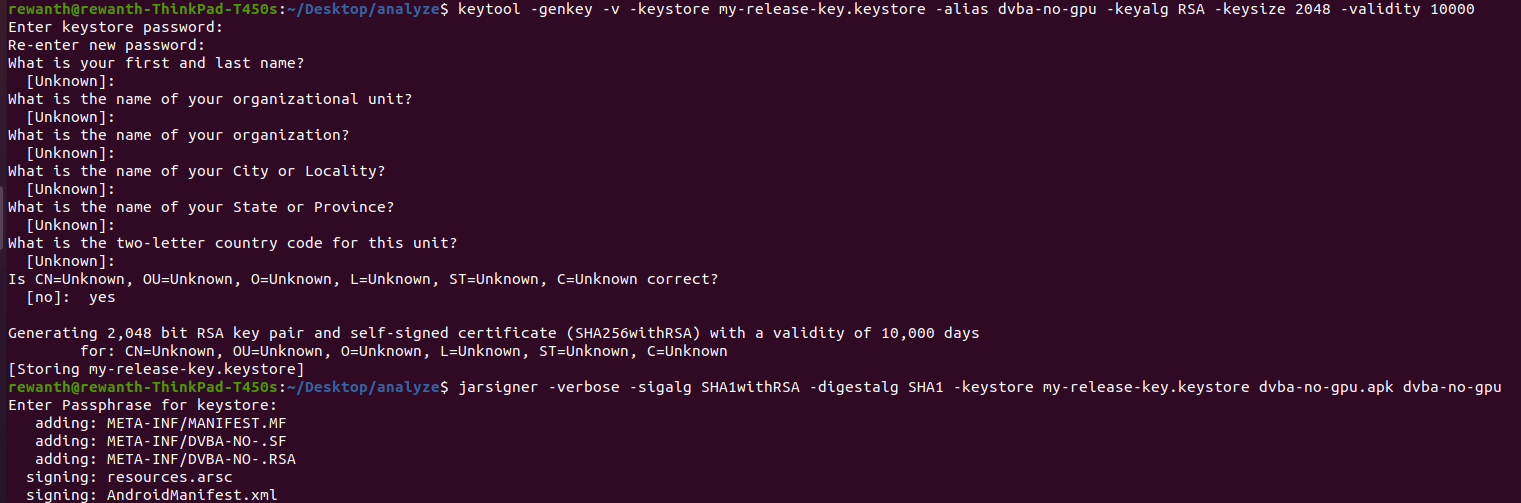 rewanth@rewanth-ThinkPad-T450s:~/Desktop/analyze$ keytool -genkey -v -keystore my-release-key.keystore -alias dvba-no-gpu -keyalg RSA -keysize 2048 -validity 10000
Enter keystore password:
Re-enter new password:
What is your first and last name?
  [Unknown]:
What is the name of your organizational unit?
  [Unknown]:
What is the name of your organization?
  [Unknown]:
What is the name of your City or Locality?
  [Unknown]:
What is the name of your State or Province?
  [Unknown]:
What is the two-letter country code for this unit?
  [Unknown]:
Is CN=Unknown, OU=Unknown, O=Unknown, L=Unknown, ST=Unknown, C=Unknown correct?
  [no]:  yes
Generating 2,048 bit RSA key pair and self-signed certificate (SHA256withRSA) with a validity of 10,000 days
        for: CN=Unknown, OU=Unknown, O=Unknown, L=Unknown, ST=Unknown, C=Unknown
[Storing my-release-key.keystore]
rewanth@rewanth-ThinkPad-T450s:~/Desktop/analyze$ jarsigner -verbose -sigalg SHA1withRSA -digestalg SHA1 -keystore my-release-key.keystore dvba-no-gpu.apk dvba-no-gpu
Enter Passphrase for keystore:
   adding: META-INF/MANIFEST.MF
   adding: META-INF/DVBA-NO-.SF
   adding: META-INF/DVBA-NO-.RSA
  signing: resources.arsc
  signing: AndroidManifest.xml